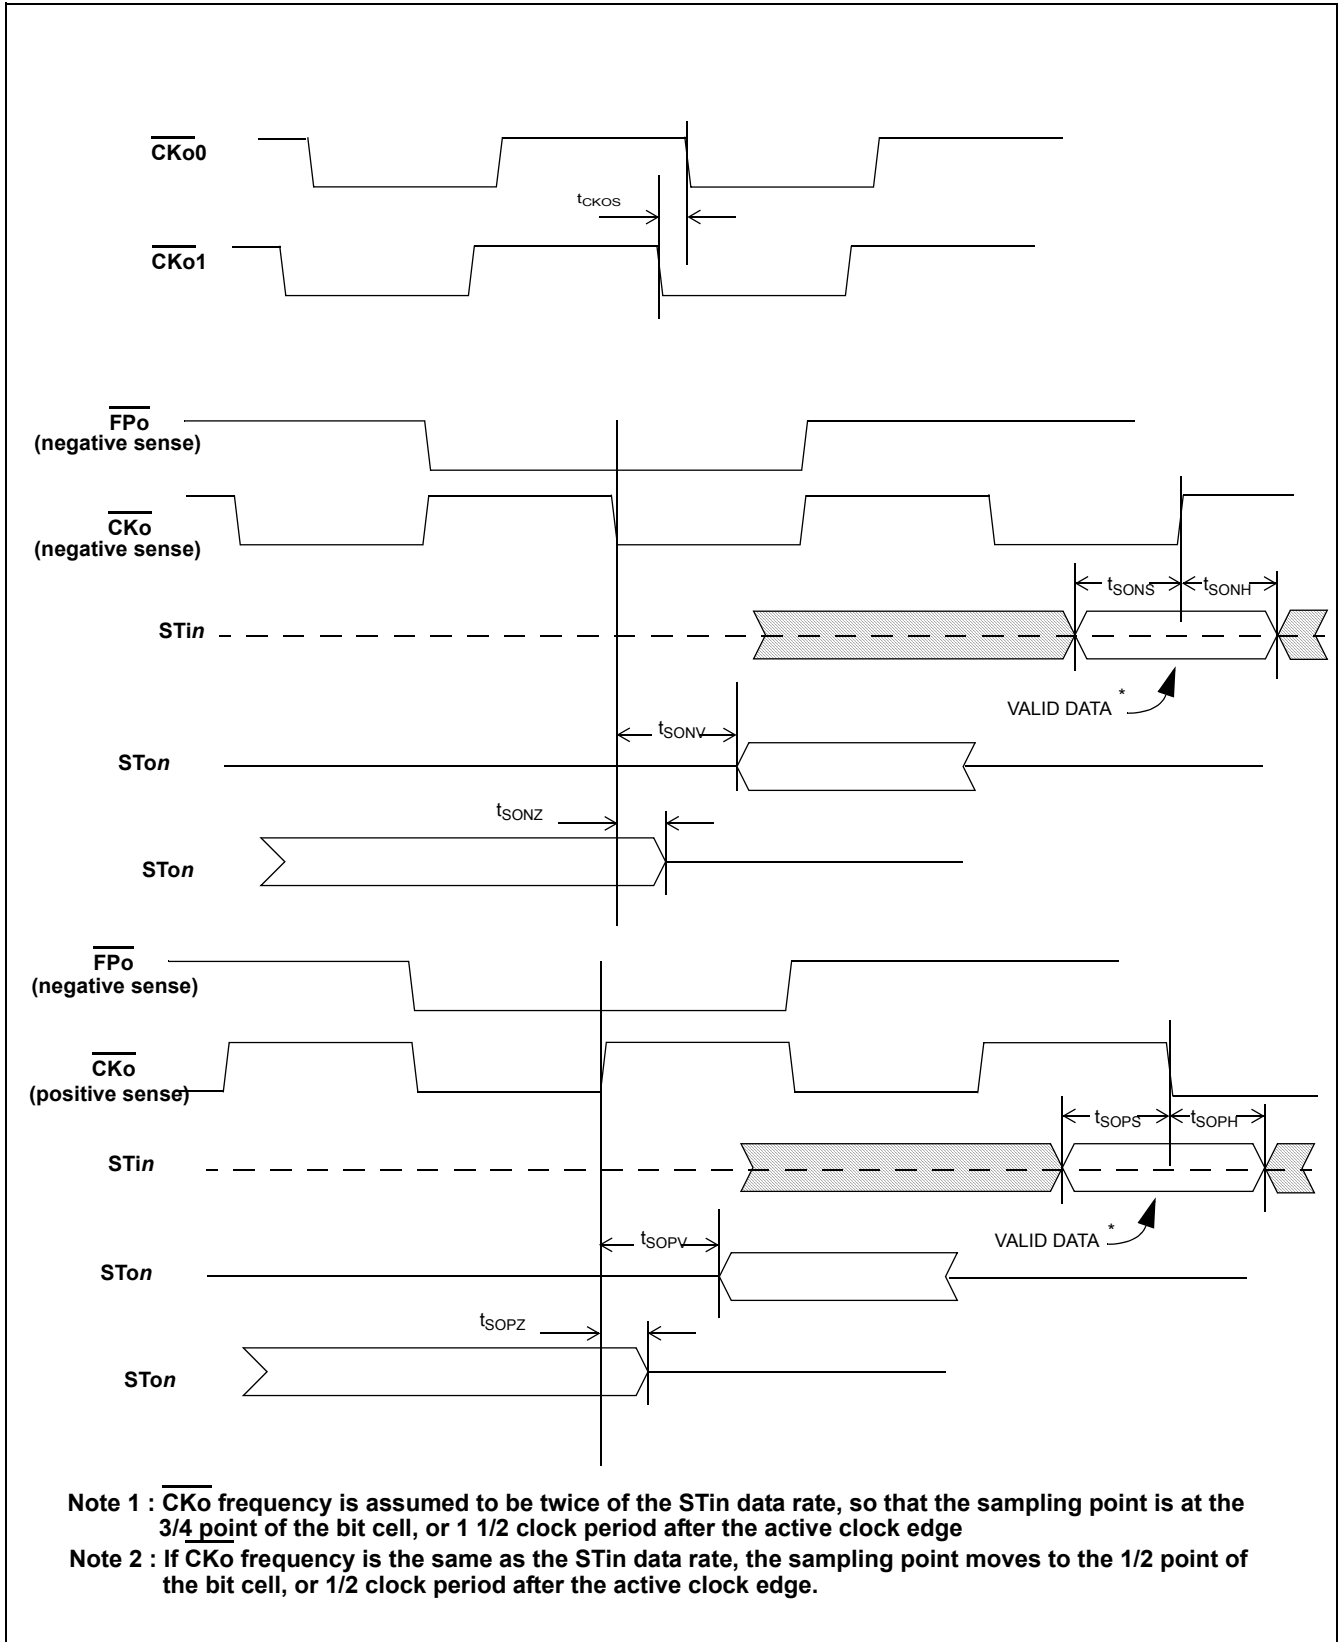 CKo0
tCKOS
CKo1
FPo
(negative sense)
CKo
(negative sense)
tSONS tSONH
STin
VALID DATA *
tSONV
STon
tSONZ
STon
FPo
(negative sense)
CKo
(positive sense)
tSOPS tSOPH
STin
VALID DATA *
tSOPV
STon
tSOPZ
STon
Note 1 : CKo frequency is assumed to be twice of the STin data rate, so that the sampling point is at the
3/4 point of the bit cell, or 1 1/2 clock period after the active clock edge
Note 2 : If CKo frequency is the same as the STin data rate, the sampling point moves to the 1/2 point of
the bit cell, or 1/2 clock period after the active clock edge.